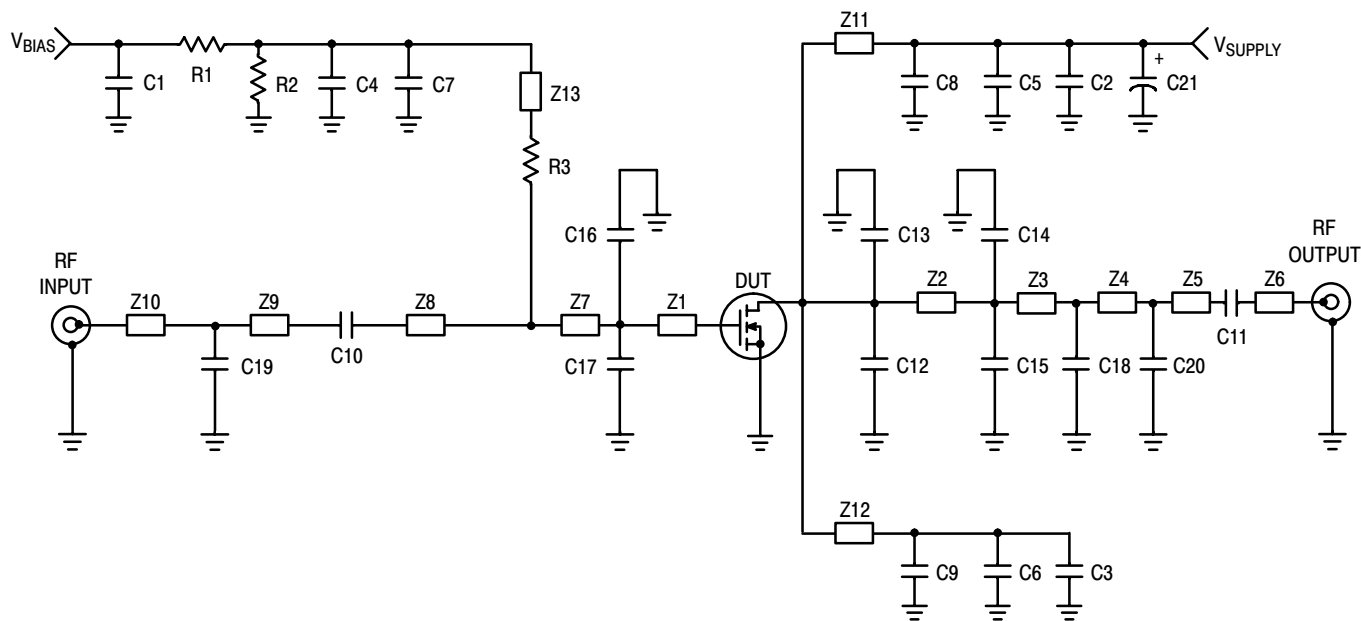 V_BIAS
C1
R1
R2
C4
C7
Z13
R3
Z11
C8
C5
C2
+
C21
V_SUPPLY
C16
C13
C14
RF
INPUT
Z10
Z9
Z8
Z7
Z1
DUT
Z2
Z3
Z4
Z5
Z6
RF
OUTPUT
C19
C10
C17
C12
C15
C18
C20
C11
Z12
C9
C6
C3